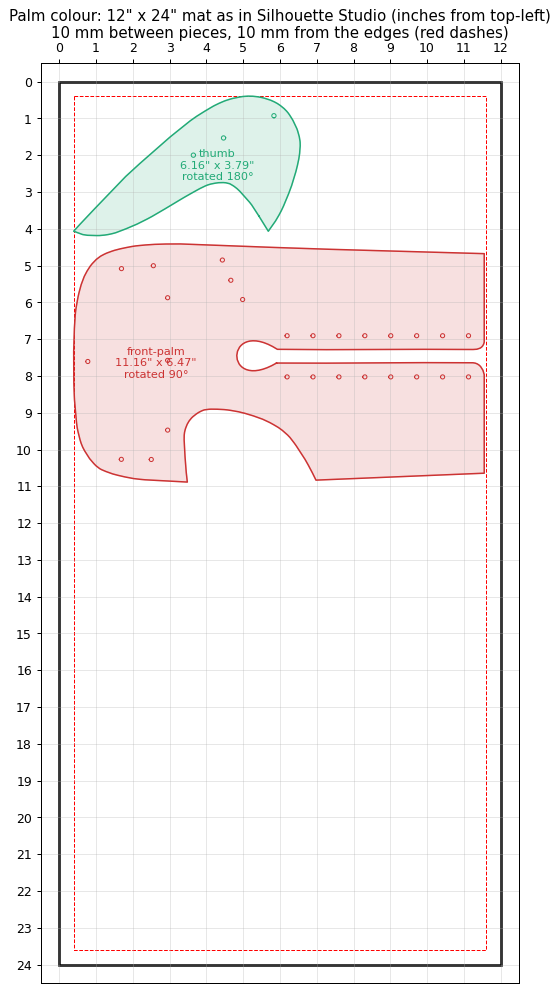 Palm colour: 12" x 24" mat as in Silhouette Studio (inches from top-left)
10 mm between pieces, 10 mm from the edges (red dashes)
0 1 2 3 4 5 6 7 8 9 10 11 12
0
1
2
thumb
6.16" x 3.79"
rotated 180°
3
4
5
6
7
front-palm
11.16" x 6.47"
rotated 90°
8
9
10
11
12
13
14
15
16
17
18
19
20
21
22
23
24